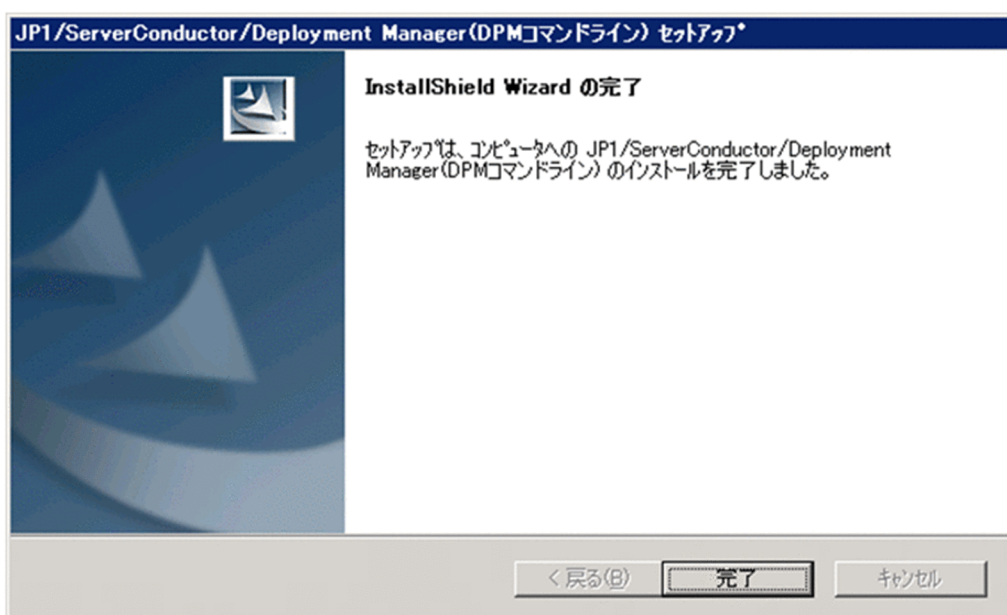 JP1/ServerConductor/Deployment Manager(DPMコマンドライン) セットアップ
InstallShield Wizard の完了
セットアップは、コンピュータへの JP1/ServerConductor/Deployment
Manager(DPMコマンドライン) のインストールを完了しました。
< 戻る(B)
完了
キャンセル